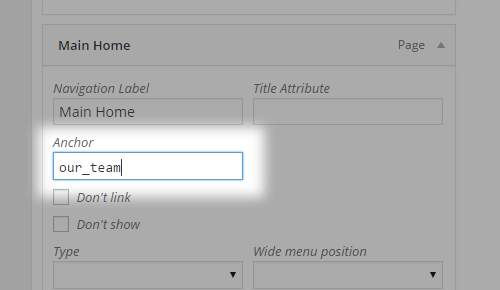 Main Home Page
Navigation Label Title Attribute
Main Home
Anchor
our_team
Don't link
Don't show
Type Wide menu position